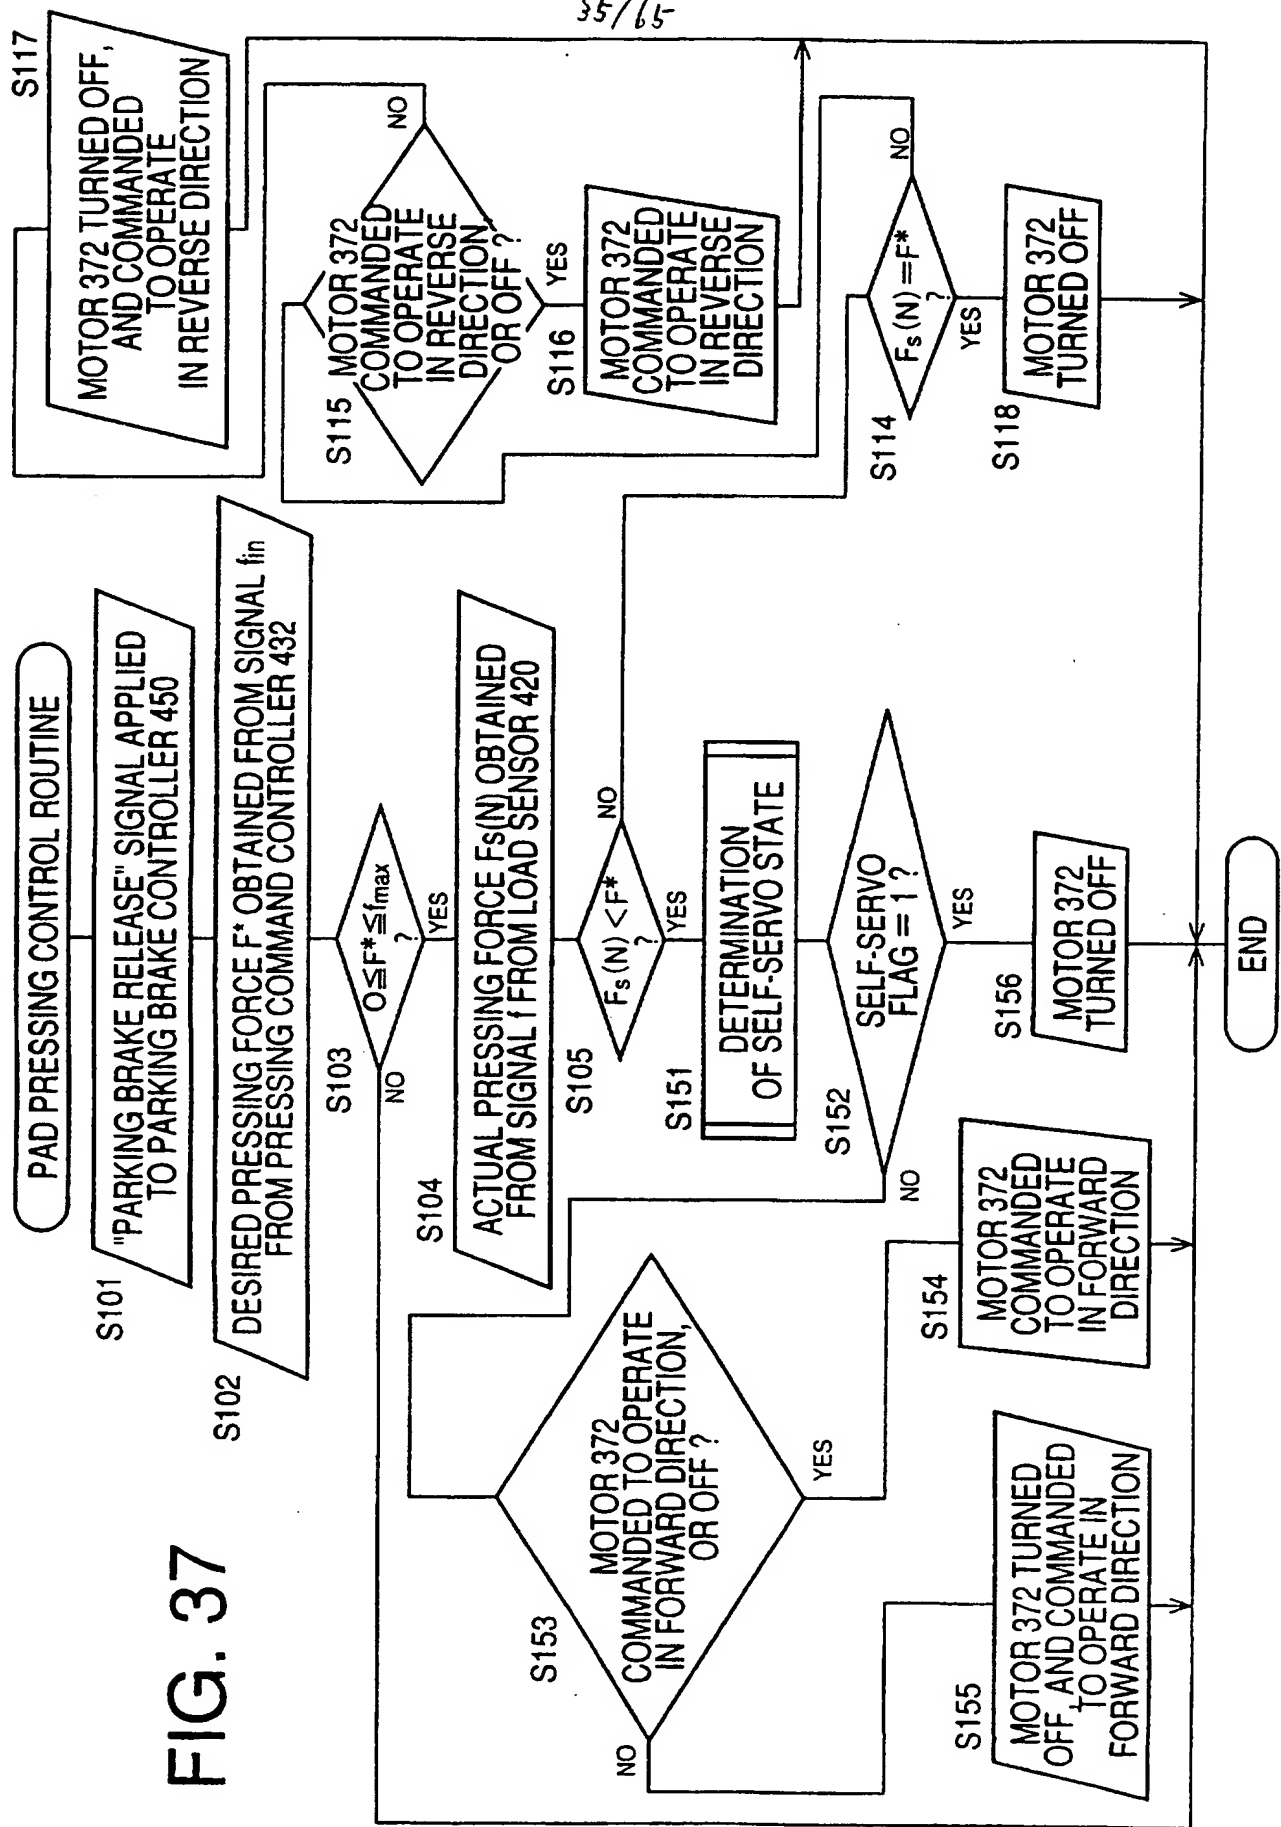 FIG. 37
PAD PRESSING CONTROL ROUTINE
S101
"PARKING BRAKE RELEASE" SIGNAL APPLIED
TO PARKING BRAKE CONTROLLER 450
S102
DESIRED PRESSING FORCE F* OBTAINED FROM SIGNAL fin
FROM PRESSING COMMAND CONTROLLER 432
S103
0≦F*≦fmax
?
NO
YES
S104
ACTUAL PRESSING FORCE Fs(N) OBTAINED
FROM SIGNAL f FROM LOAD SENSOR 420
S105
Fs(N) <F*
?
NO
YES
S151
DETERMINATION
OF SELF-SERVO STATE
S152
SELF-SERVO
FLAG = 1 ?
NO
YES
S153
MOTOR 372
COMMANDED TO OPERATE
IN FORWARD DIRECTION,
OR OFF ?
NO
YES
S155
MOTOR 372 TURNED
OFF, AND COMMANDED
TO OPERATE IN
FORWARD DIRECTION
S154
MOTOR 372
COMMANDED
TO OPERATE
IN FORWARD
DIRECTION
S156
MOTOR 372
TURNED OFF
S114
Fs(N)=F*
?
NO
YES
S118
MOTOR 372
TURNED OFF
S115
MOTOR 372
COMMANDED
TO OPERATE
IN REVERSE
DIRECTION
OR OFF ?
NO
YES
S116
MOTOR 372
COMMANDED
TO OPERATE
IN REVERSE
DIRECTION
S117
MOTOR 372 TURNED OFF,
AND COMMANDED
TO OPERATE
IN REVERSE DIRECTION
END